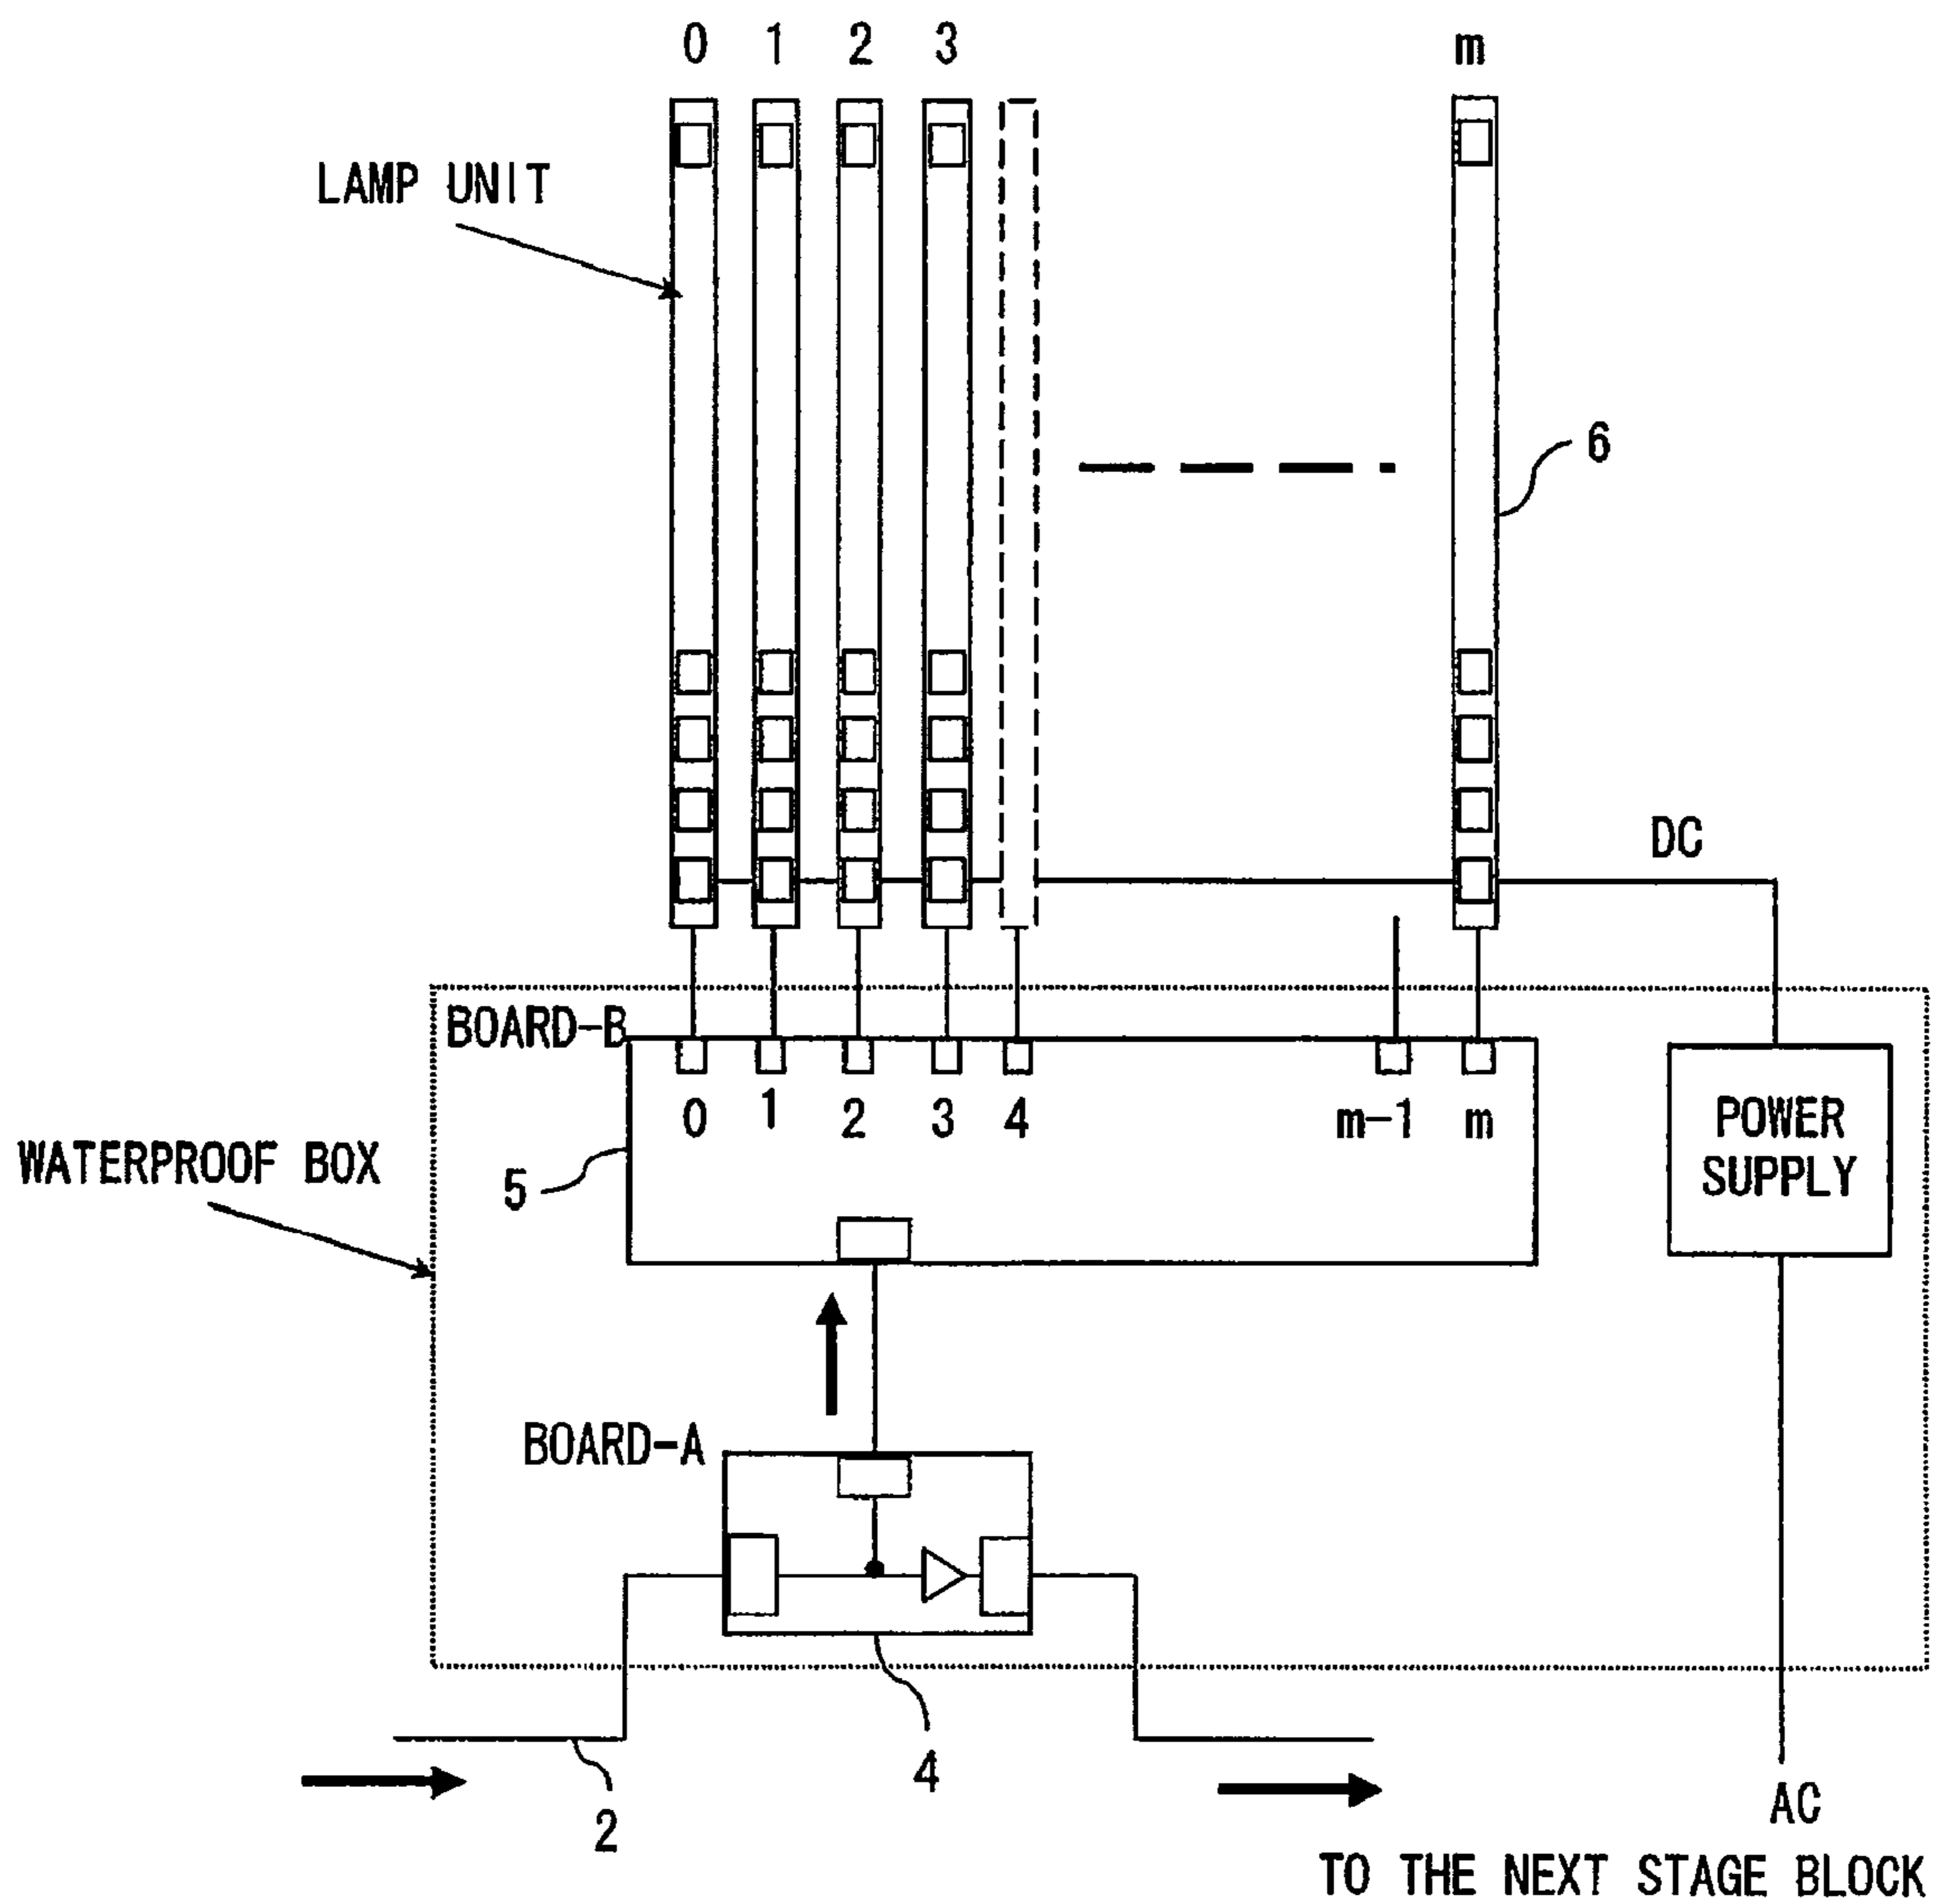 0 1 2 3 m
LAMP UNIT
6
DC
BOARD-B
0 1 2 3 4 m-1 m
POWER
SUPPLY
WATERPROOF BOX
5
BOARD-A
4
2
AC
TO THE NEXT STAGE BLOCK